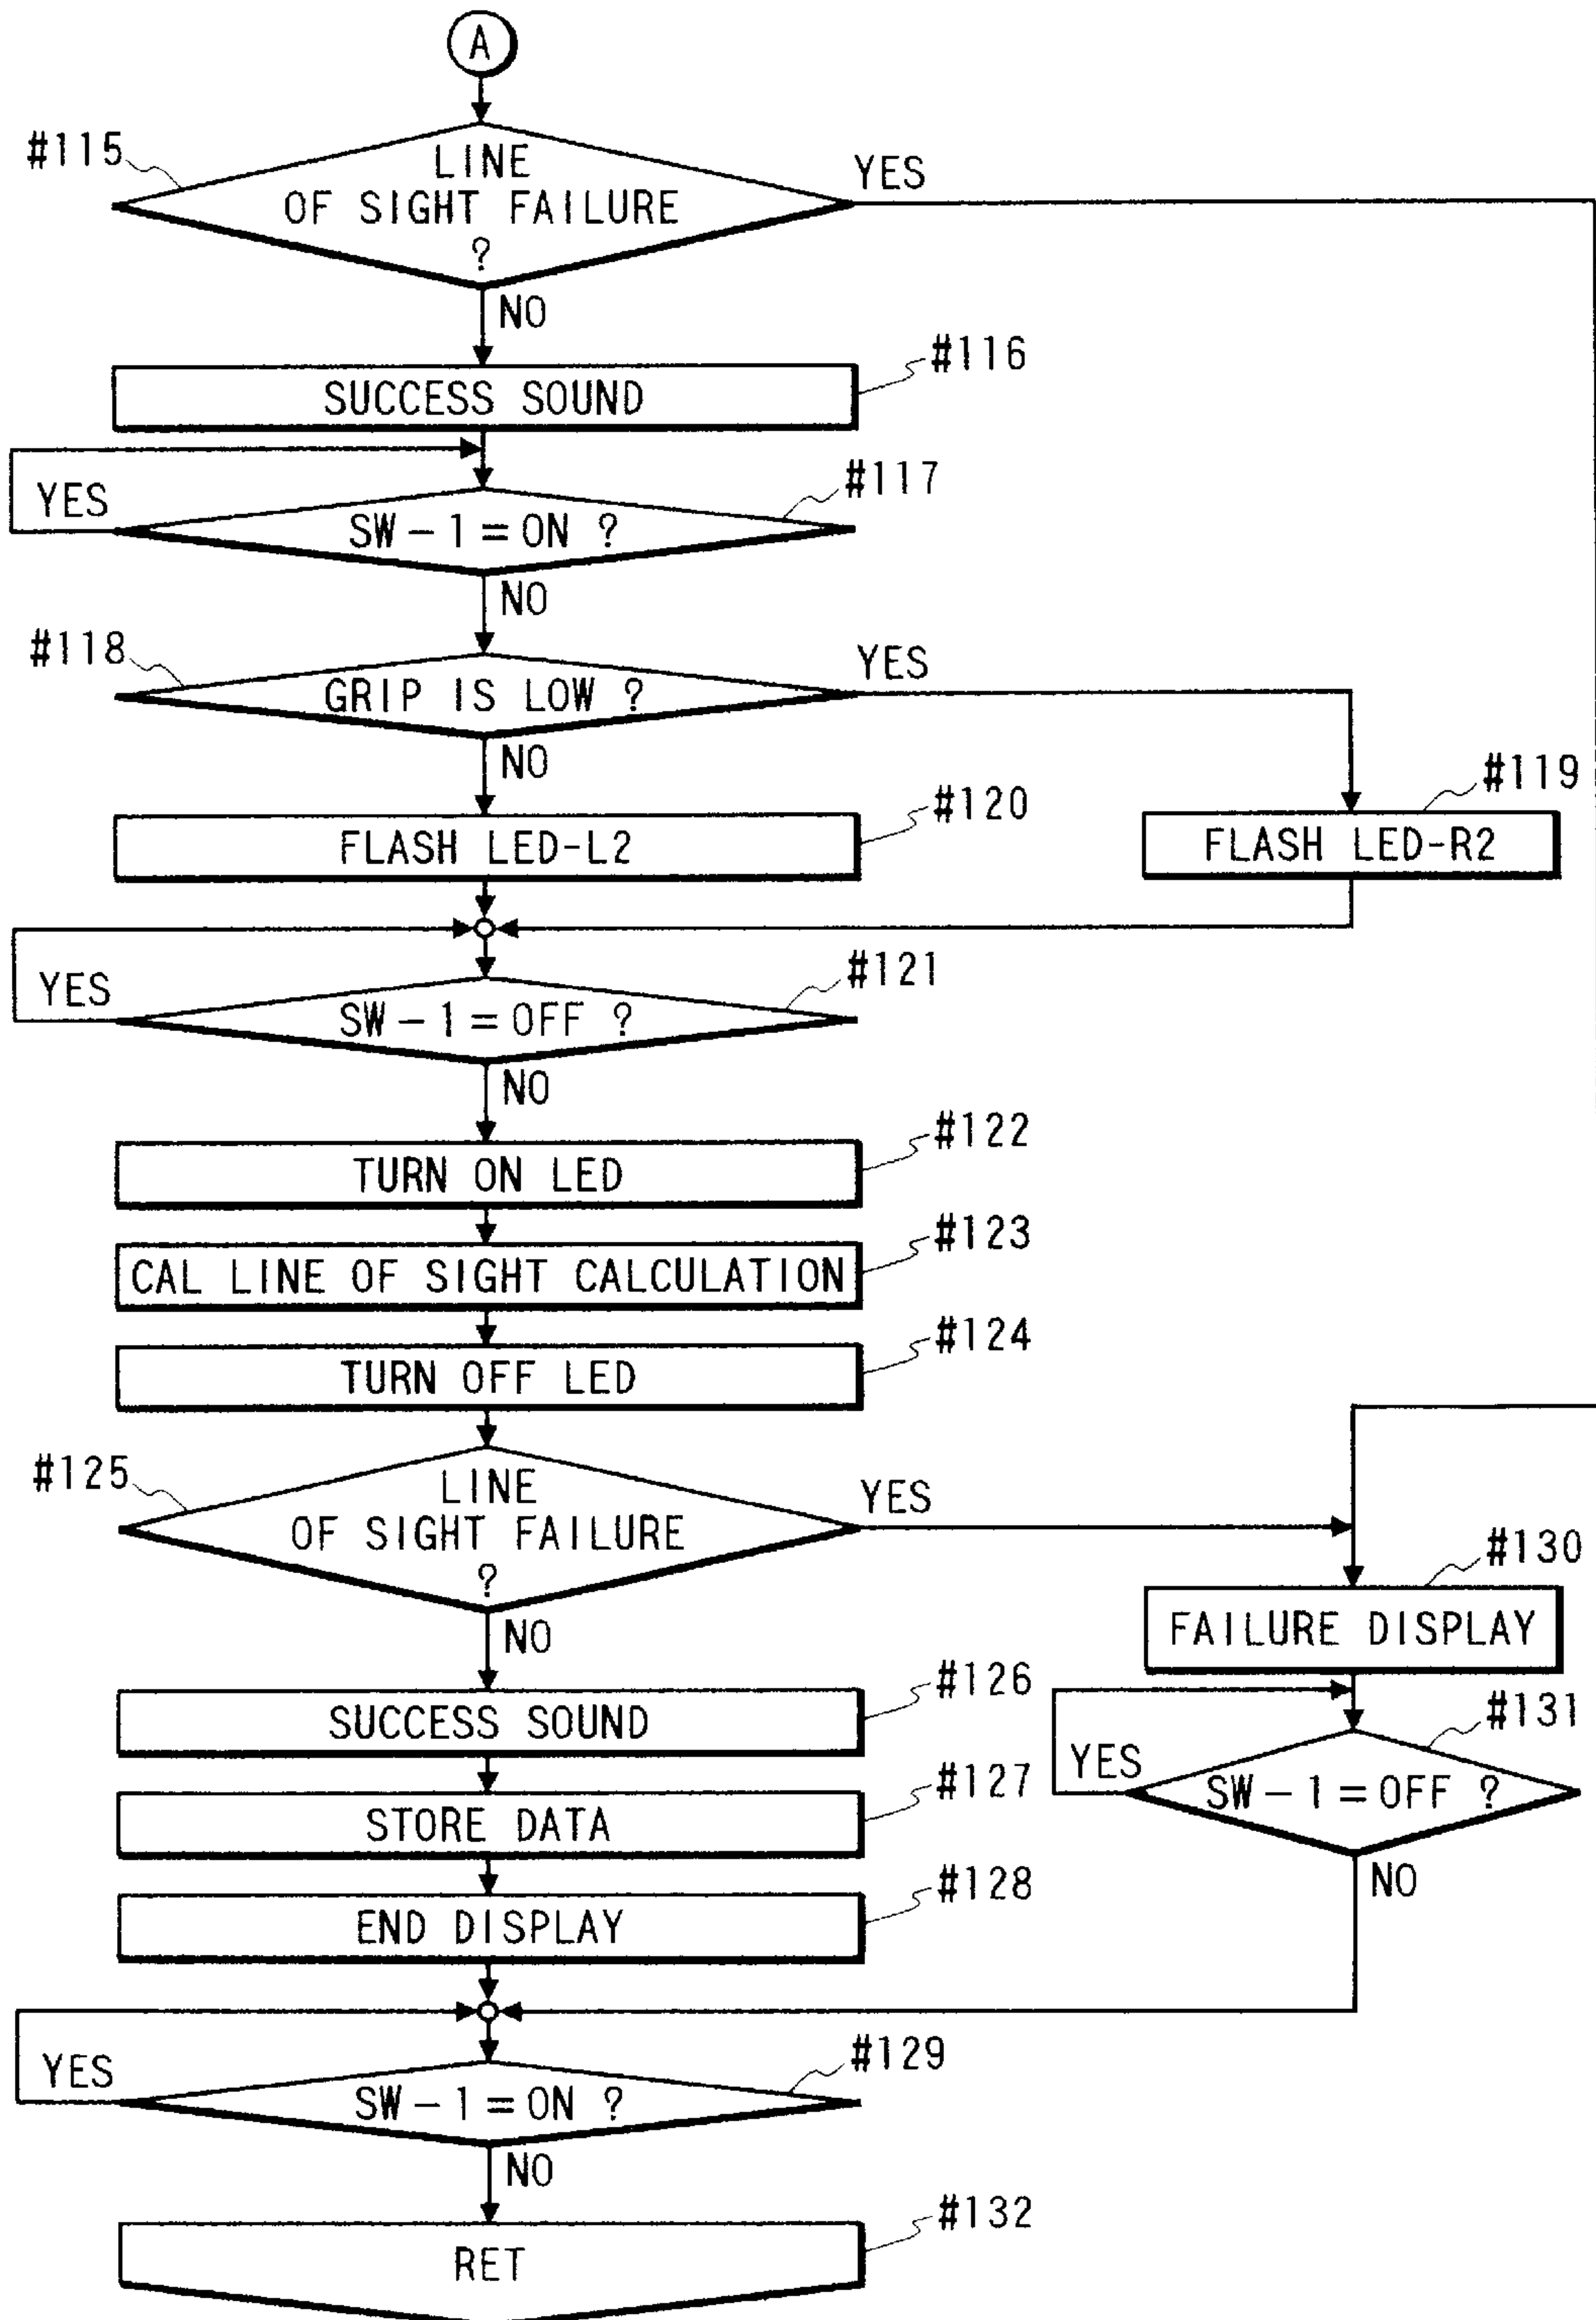 A
#115
LINE
OF SIGHT FAILURE
?
YES
NO
#116
SUCCESS SOUND
YES
#117
SW-1=ON ?
NO
#118
GRIP IS LOW ?
YES
NO
#119
FLASH LED-R2
#120
FLASH LED-L2
YES
#121
SW-1=OFF ?
NO
#122
TURN ON LED
#123
CAL LINE OF SIGHT CALCULATION
#124
TURN OFF LED
#125
LINE
OF SIGHT FAILURE
?
YES
NO
#130
FAILURE DISPLAY
#126
SUCCESS SOUND
#131
YES
SW-1=OFF ?
NO
#127
STORE DATA
#128
END DISPLAY
YES
#129
SW-1=ON ?
NO
#132
RET